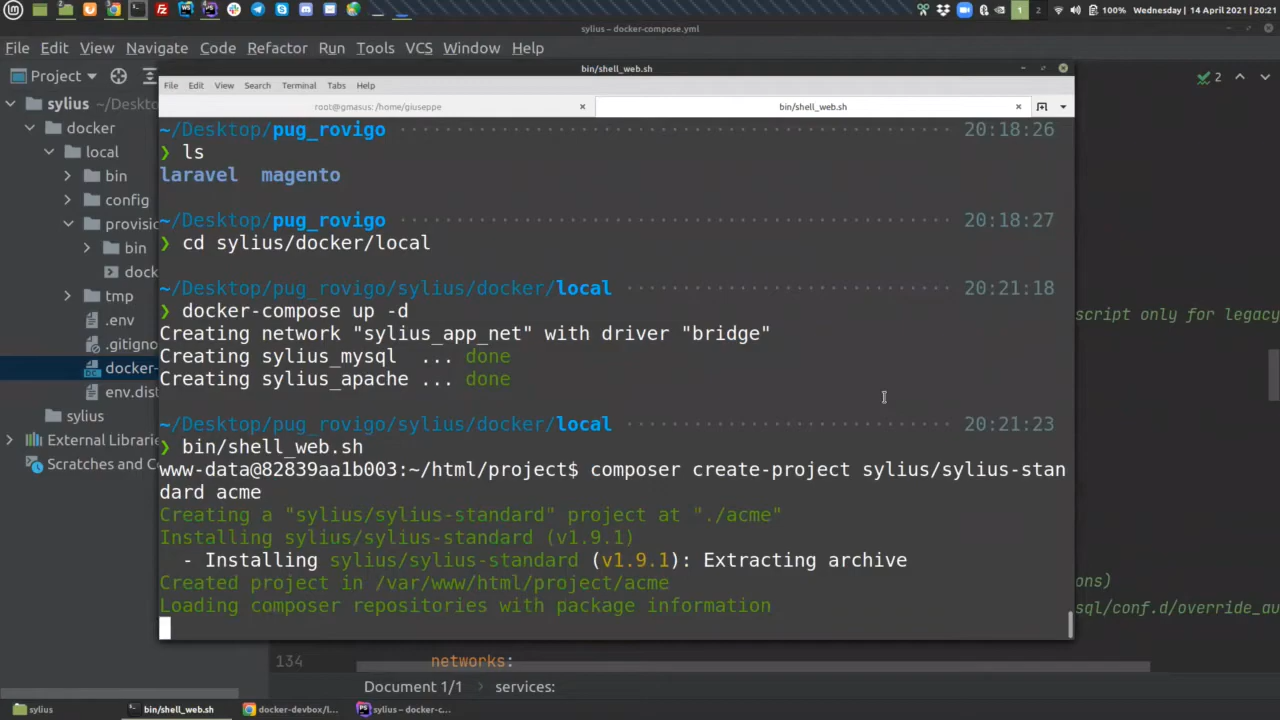 100% Wednesday | 14 April 2021 | 20:21
1 2
sylius – docker-compose.yml
File Edit View Navigate Code Refactor Run Tools VCS Window Help
Project
2
sylius ~/Deskto
docker
local
bin
config
provisio
bin
dock
tmp
.env
.gitigno
docker-
env.dist
sylius
External Librarie
Scratches and C
bin/shell_web.sh
File Edit View Search Terminal Tabs Help
root@gmasus: /home/giuseppe
bin/shell_web.sh
~/Desktop/pug_rovigo 20:18:26
❯ ls
laravel magento
~/Desktop/pug_rovigo 20:18:27
❯ cd sylius/docker/local
~/Desktop/pug_rovigo/sylius/docker/local 20:21:18
❯ docker-compose up -d
Creating network "sylius_app_net" with driver "bridge"
Creating sylius_mysql ... done
Creating sylius_apache ... done
~/Desktop/pug_rovigo/sylius/docker/local 20:21:23
❯ bin/shell_web.sh
www-data@82839aa1b003:~/html/project$ composer create-project sylius/sylius-stan
dard acme
Creating a "sylius/sylius-standard" project at "./acme"
Installing sylius/sylius-standard (v1.9.1)
- Installing sylius/sylius-standard (v1.9.1): Extracting archive
Created project in /var/www/html/project/acme
Loading composer repositories with package information
script only for legacy
ons)
sql/conf.d/override_au
134 networks:
Document 1/1 › services:
sylius
bin/shell_web.sh
docker-devbox/l...
sylius – docker-c...